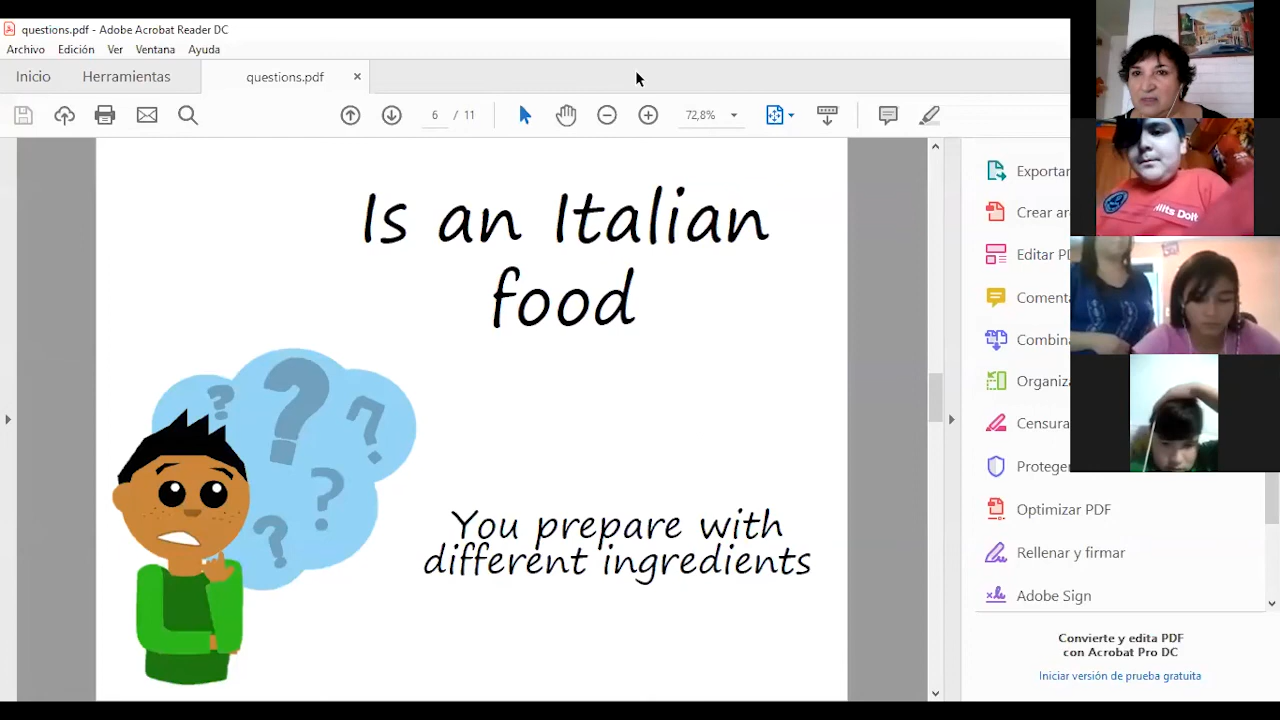 questions.pdf - Adobe Acrobat Reader DC
Archivo Edición Ver Ventana Ayuda
Inicio Herramientas questions.pdf ×
6 / 11 72,8%
Is an Italian
food
? ? ? ? ?
You prepare with
different ingredients
Exportar
Crear ar
Editar PD
Comenta
Combina
Organiza
Censura
Proteger
Optimizar PDF
Rellenar y firmar
Adobe Sign
Convierte y edita PDF
con Acrobat Pro DC
Iniciar versión de prueba gratuita